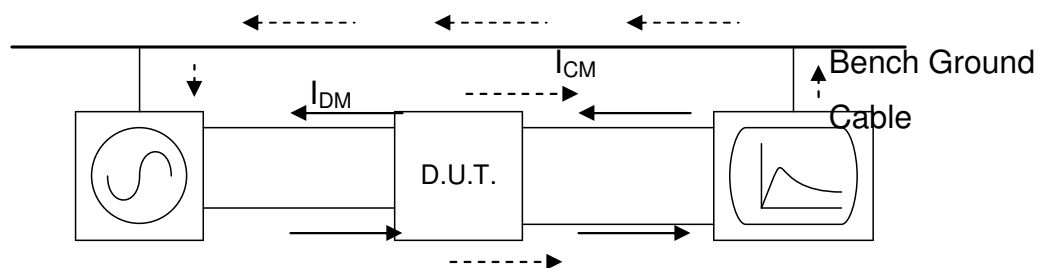 Bench Ground
Cable
I_CM
I_DM
D.U.T.